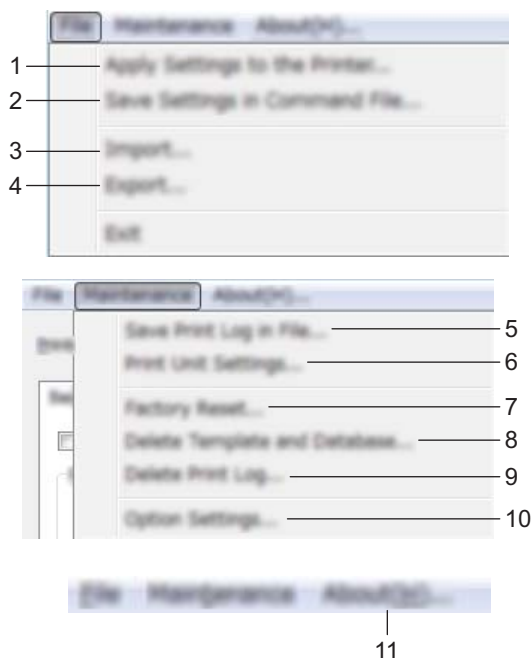 File Maintenance About(H)...
1 Apply Settings to the Printer...
2 Save Settings in Command File...
3 Import...
4 Export...
Exit
File Maintenance About(H)...
Save Print Log in File... 5
Print Unit Settings... 6
Factory Reset... 7
Delete Template and Database... 8
Delete Print Log... 9
Option Settings... 10
File Maintenance About(H)...
11